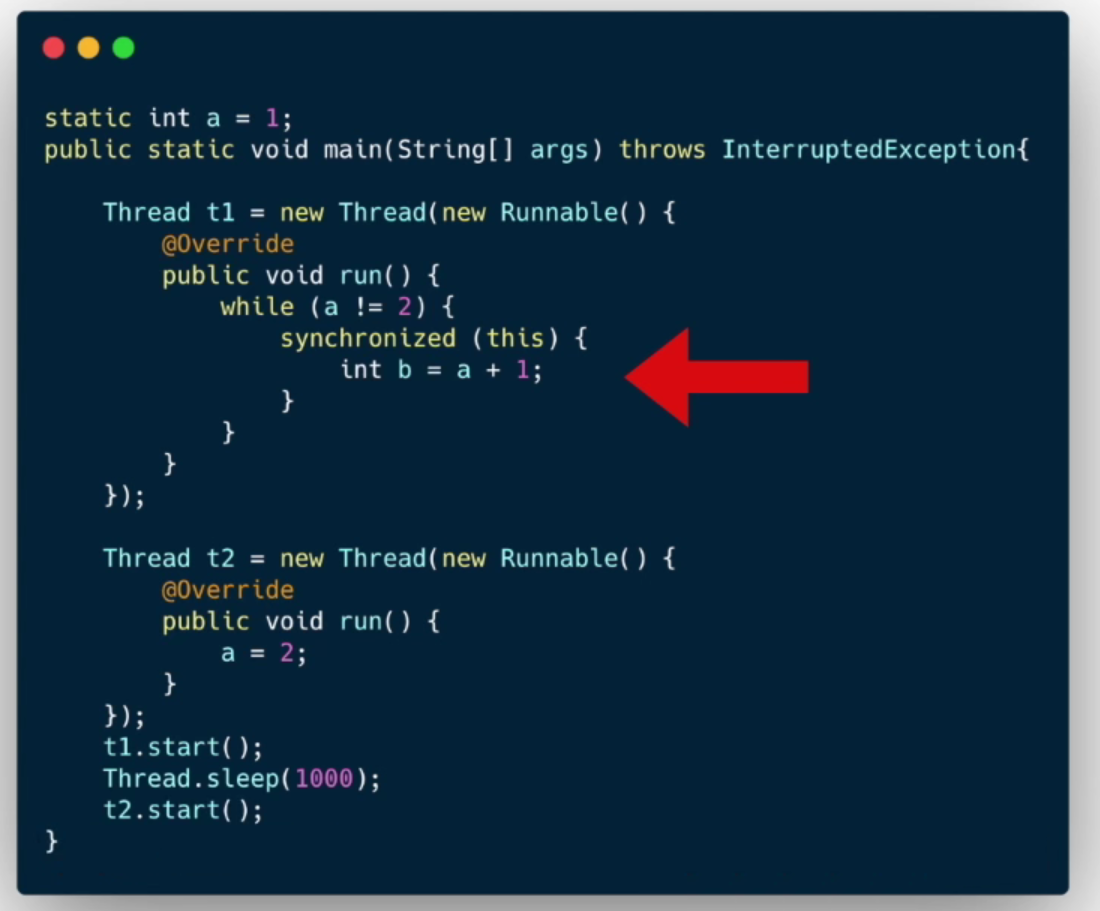 static int a = 1;
public static void main(String[] args) throws InterruptedException{
Thread t1 = new Thread(new Runnable() {
@Override
public void run() {
while (a != 2) {
synchronized (this) {
int b = a + 1;
}
}
}
});
Thread t2 = new Thread(new Runnable() {
@Override
public void run() {
a = 2;
}
});
t1.start();
Thread.sleep(1000);
t2.start();
}